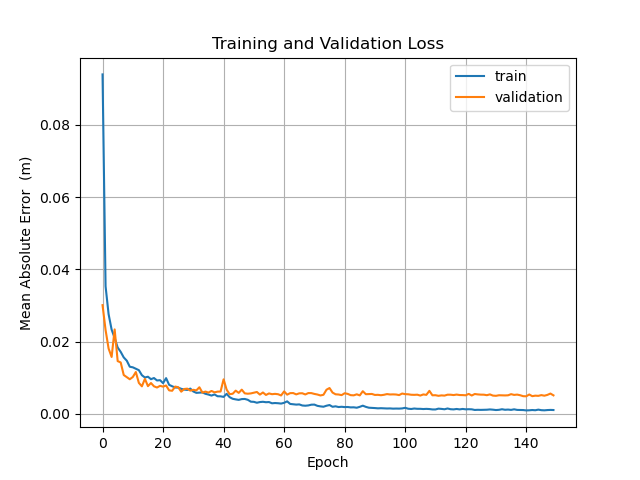 Training and Validation Loss
train
validation
0.08
0.06
0.04
0.02
0.00
Mean Absolute Error  (m)
0 20 40 60 80 100 120 140
Epoch